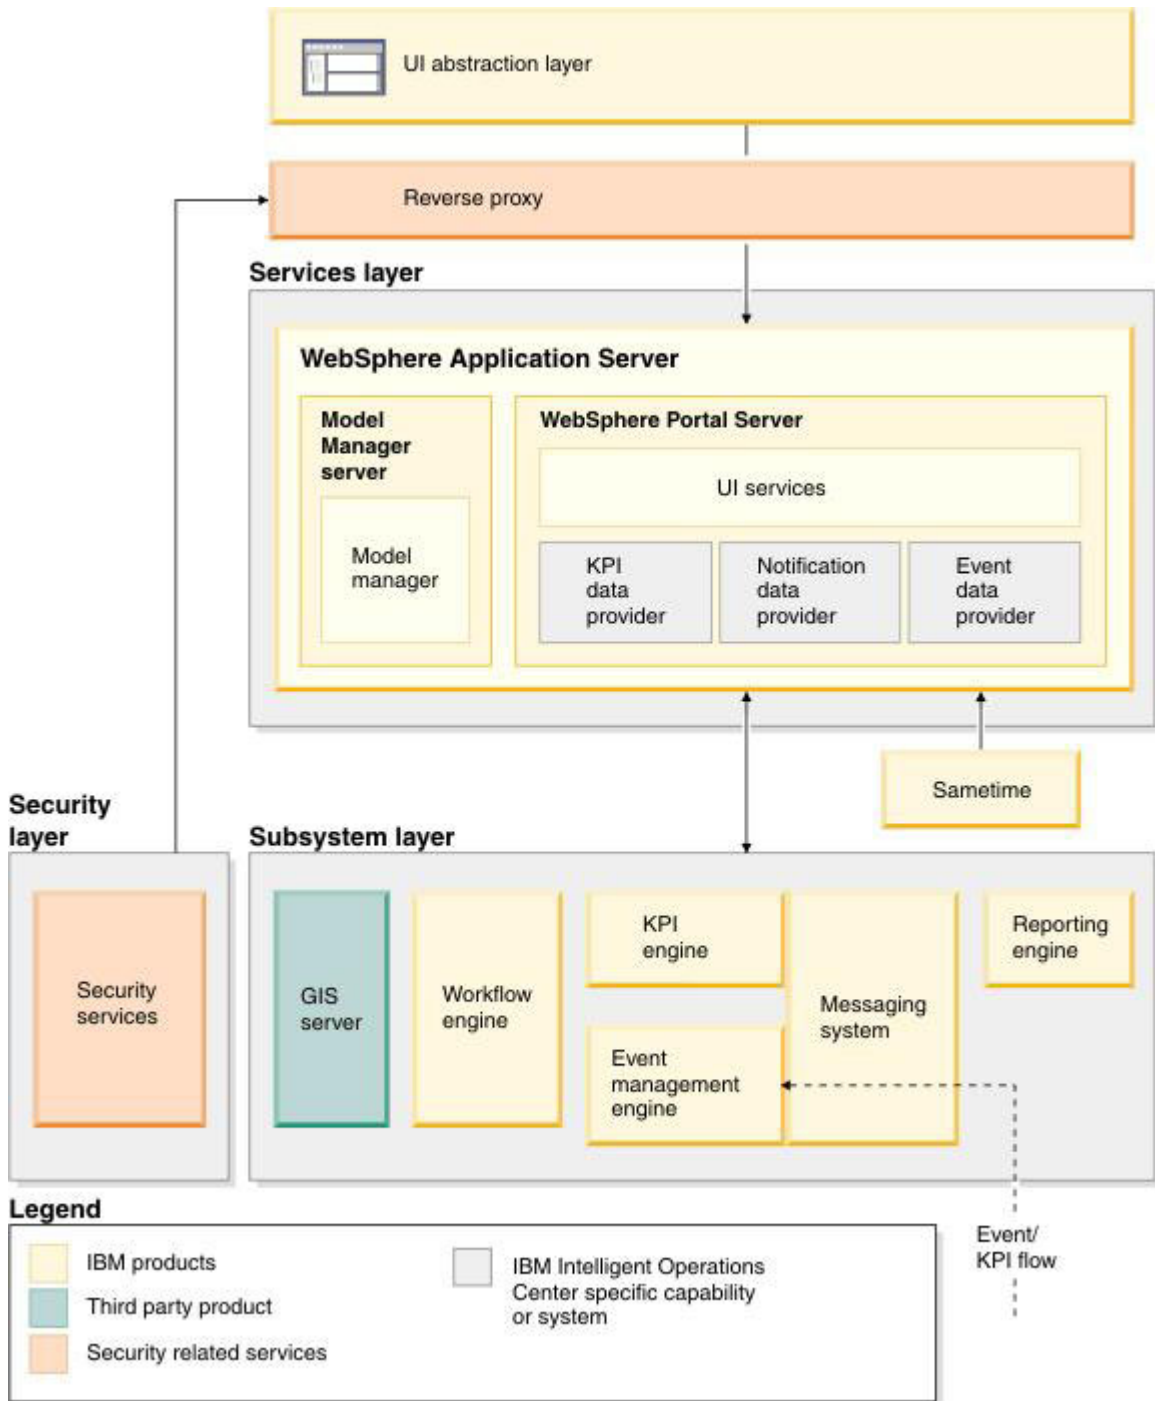 UI abstraction layer
Reverse proxy
Services layer
WebSphere Application Server
Model
Manager
server
Model
manager
WebSphere Portal Server
UI services
KPI
data
provider
Notification
data
provider
Event
data
provider
Sametime
Security
layer
Security
services
Subsystem layer
GIS
server
Workflow
engine
KPI
engine
Event
management
engine
Messaging
system
Reporting
engine
Event/
KPI flow
Legend
IBM products
Third party product
Security related services
IBM Intelligent Operations
Center specific capability
or system